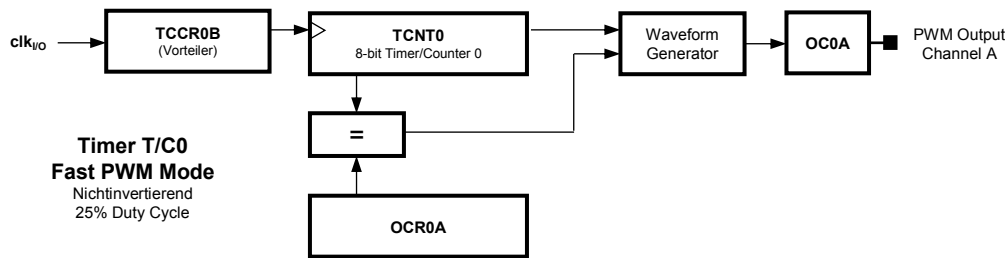 clkI/O
TCCR0B
(Vorteiler)
TCNT0
8-bit Timer/Counter 0
Waveform
Generator
OC0A
PWM Output
Channel A
=
Timer T/C0
Fast PWM Mode
Nichtinvertierend
25% Duty Cycle
OCR0A